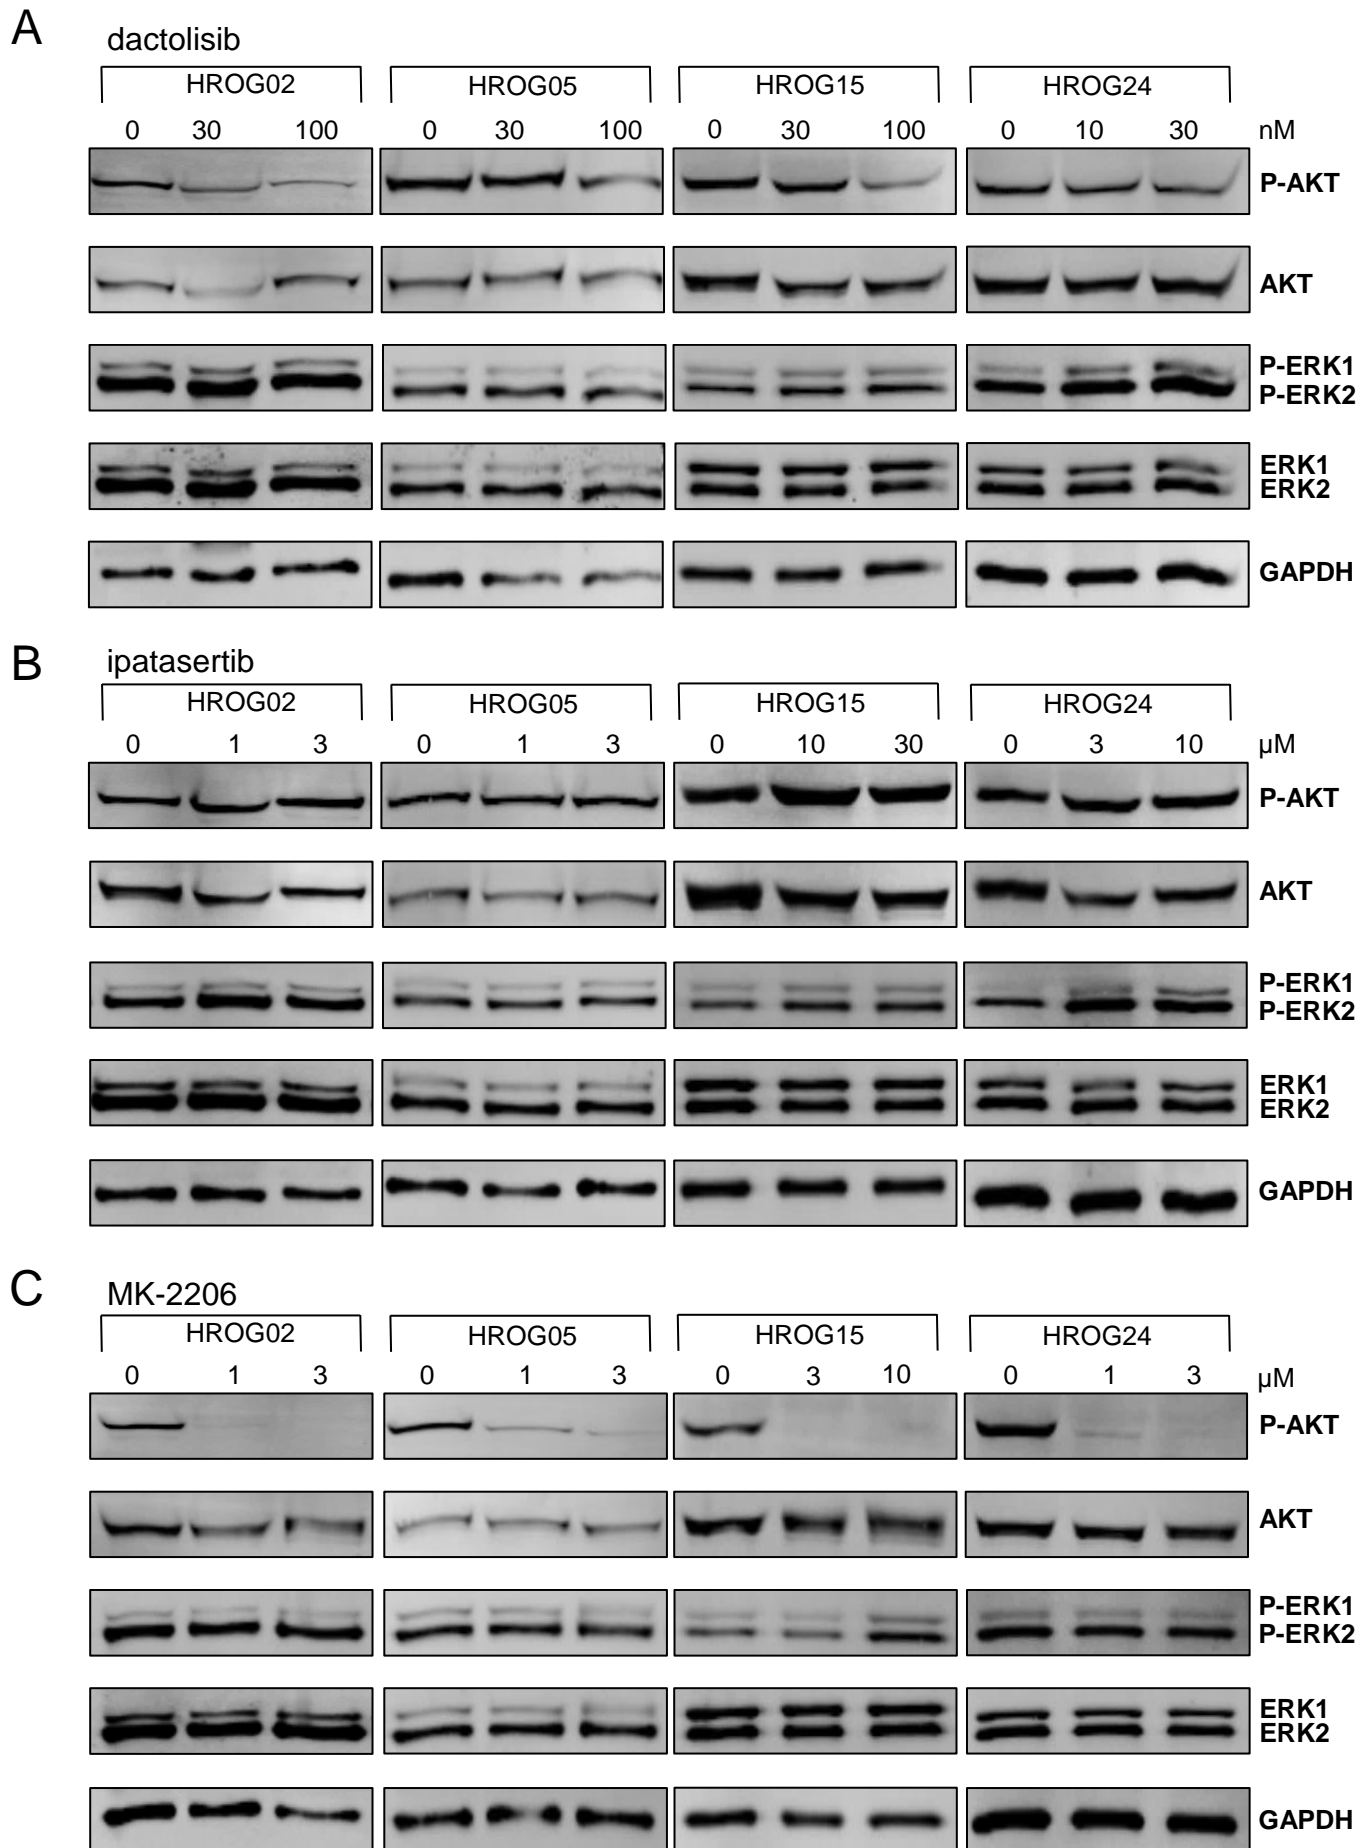 A
dactolisib
HROG02 HROG05 HROG15 HROG24
0 30 100 0 30 100 0 30 100 0 10 30 nM
P-AKT
AKT
P-ERK1
P-ERK2
ERK1
ERK2
GAPDH
B
ipatasertib
HROG02 HROG05 HROG15 HROG24
0 1 3 0 1 3 0 10 30 0 3 10 µM
P-AKT
AKT
P-ERK1
P-ERK2
ERK1
ERK2
GAPDH
C
MK-2206
HROG02 HROG05 HROG15 HROG24
0 1 3 0 1 3 0 3 10 0 1 3 µM
P-AKT
AKT
P-ERK1
P-ERK2
ERK1
ERK2
GAPDH